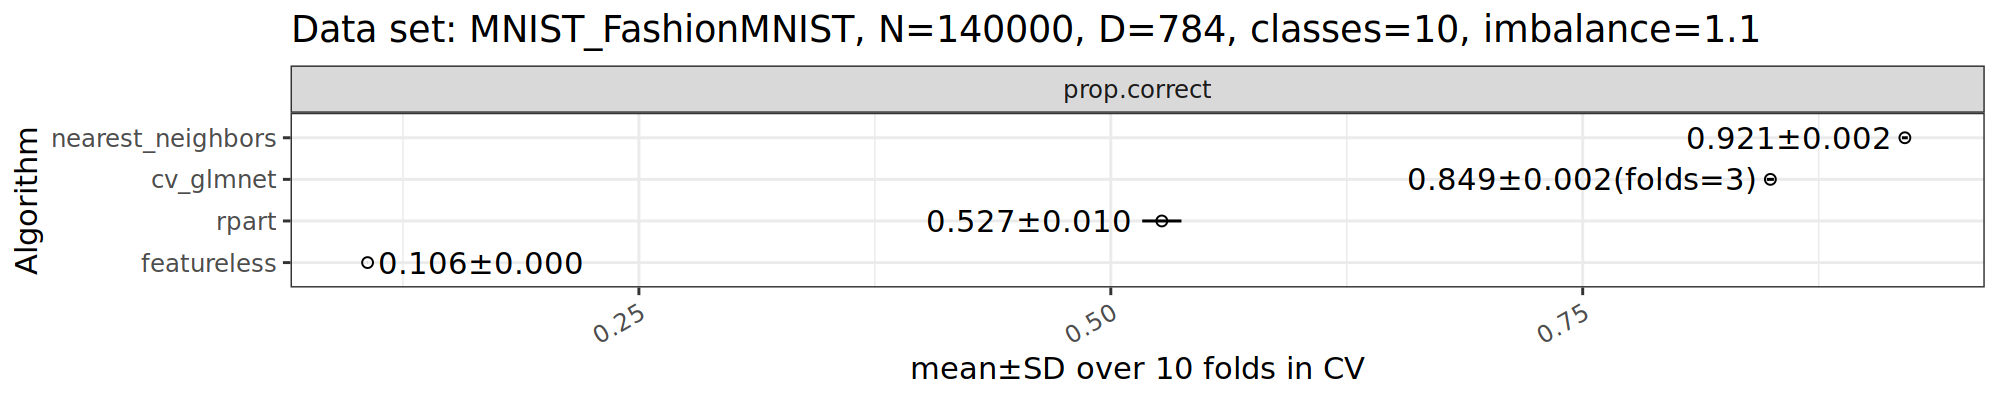 Data set: MNIST_FashionMNIST, N=140000, D=784, classes=10, imbalance=1.1
prop.correct
Algorithm
nearest_neighbors 0.921±0.002
cv_glmnet 0.849±0.002(folds=3)
rpart 0.527±0.010
featureless 0.106±0.000
0.25 0.50 0.75
mean±SD over 10 folds in CV